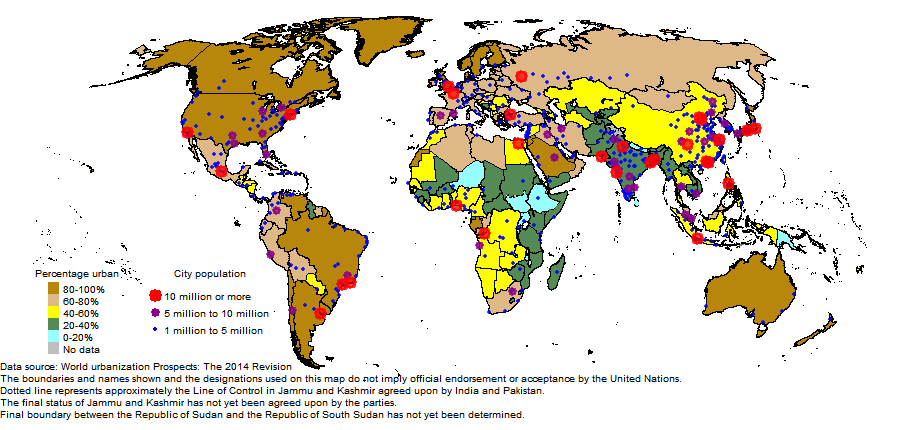 Percentage urban
80-100%
60-80%
40-60%
20-40%
0-20%
No data
City population
10 million or more
5 million to 10 million
1 million to 5 million
Data source: World urbanization Prospects: The 2014 Revision
The boundaries and names shown and the designations used on this map do not imply official endorsement or acceptance by the United Nations.
Dotted line represents approximately the Line of Control in Jammu and Kashmir agreed upon by India and Pakistan.
The final status of Jammu and Kashmir has not yet been agreed upon by the parties.
Final boundary between the Republic of Sudan and the Republic of South Sudan has not yet been determined.